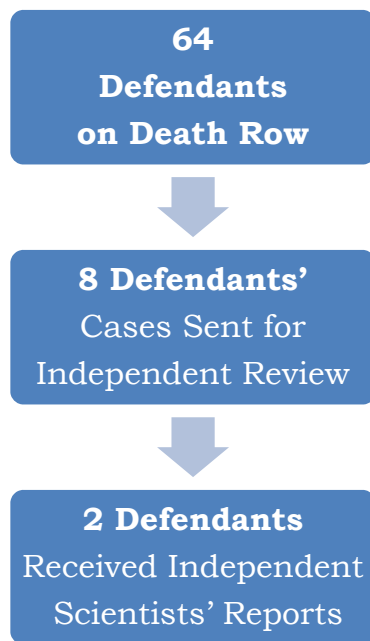 64
Defendants
on Death Row
8 Defendants’
Cases Sent for
Independent Review
2 Defendants
Received Independent
Scientists’ Reports